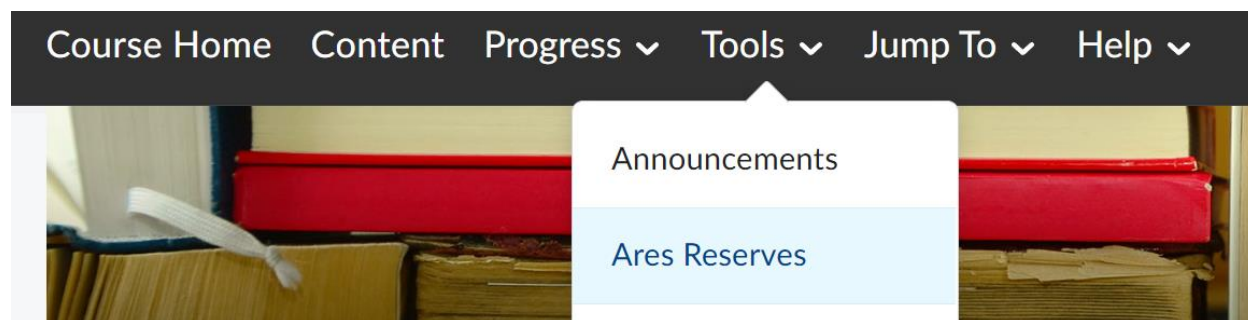 Course Home Content Progress Tools Jump To Help
Announcements
Ares Reserves